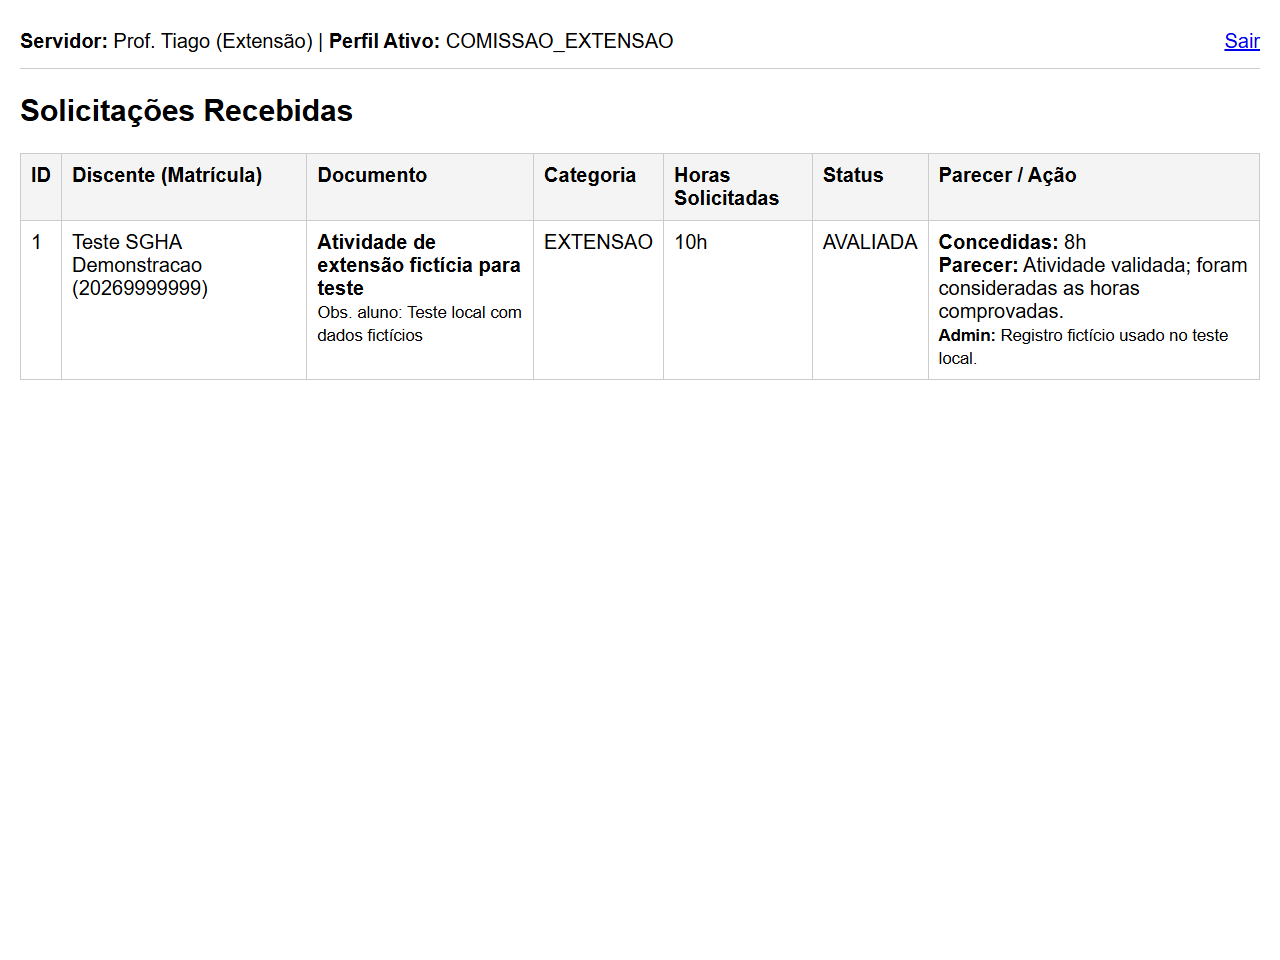 Servidor: Prof. Tiago (Extensão) | Perfil Ativo: COMISSAO_EXTENSAO
Sair
Solicitações Recebidas
ID
Discente (Matrícula)
Documento
Categoria
Horas
Solicitadas
Status
Parecer / Ação
1
Teste SGHA
Demonstracao
(20269999999)
Atividade de
extensão fictícia para
teste
Obs. aluno: Teste local com
dados fictícios
EXTENSAO
10h
AVALIADA
Concedidas: 8h
Parecer: Atividade validada; foram
consideradas as horas
comprovadas.
Admin: Registro fictício usado no teste
local.